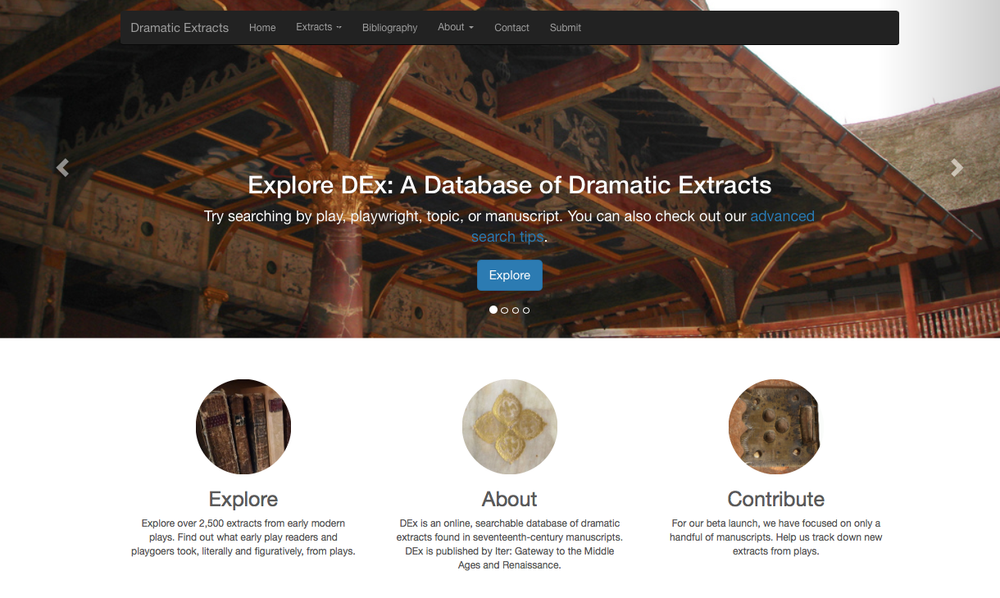 Dramatic Extracts Home Extracts Bibliography About Contact Submit
Explore DEx: A Database of Dramatic Extracts
Try searching by play, playwright, topic, or manuscript. You can also check out our advanced
search tips.
Explore
Explore
Explore over 2,500 extracts from early modern
plays. Find out what early play readers and
playgoers took, literally and figuratively, from plays.
About
DEx is an online, searchable database of dramatic
extracts found in seventeenth-century manuscripts.
DEx is published by Iter: Gateway to the Middle
Ages and Renaissance.
Contribute
For our beta launch, we have focused on only a
handful of manuscripts. Help us track down new
extracts from plays.